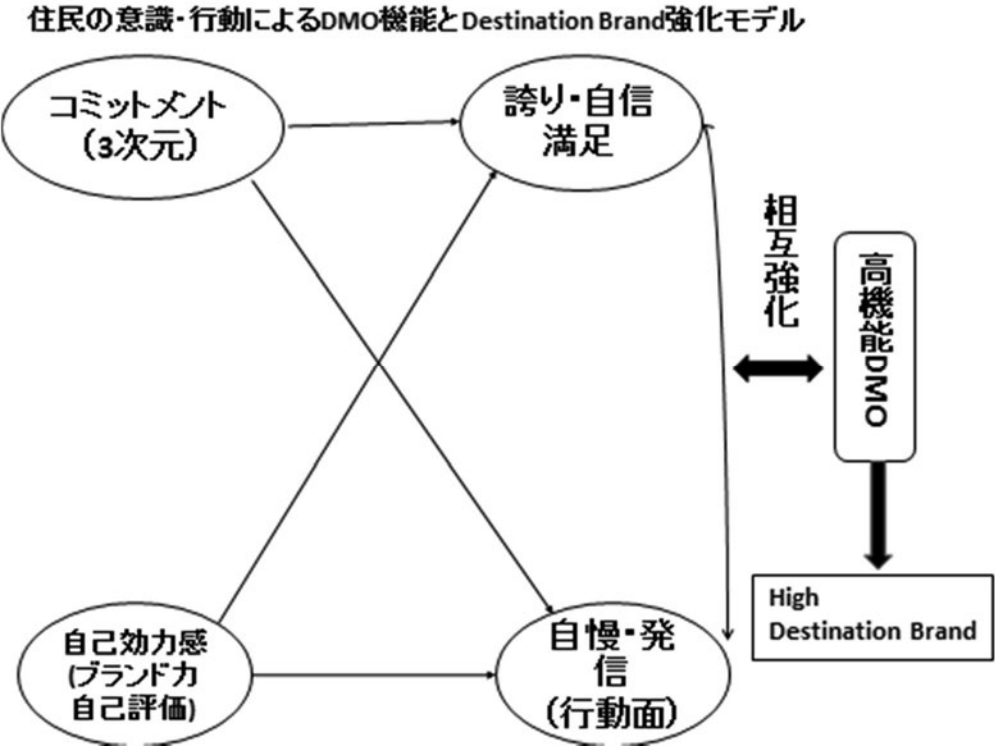 住民の意識・行動によるDMO機能とDestination Brand強化モデル
コミットメント
(3次元)
誇り・自信
満足
相互強化
高機能DMO
High
Destination Brand
自己効力感
(ブランド力
自己評価)
自慢・発
信
(行動面)